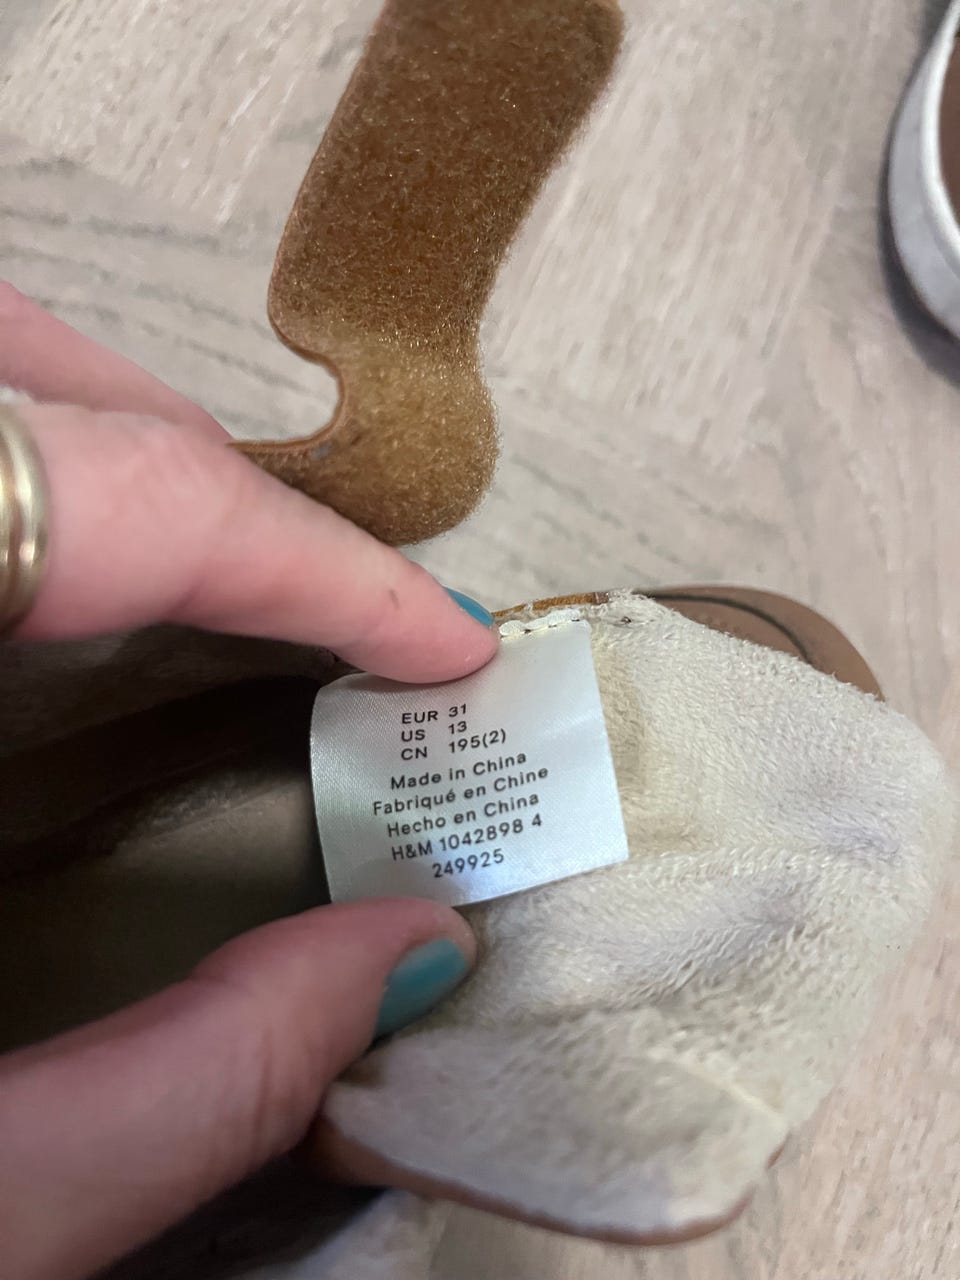 EUR 31
US 13
CN 195(2)
Made in China
Fabriqué en Chine
Hecho en China
H&M 1042898 4
249925